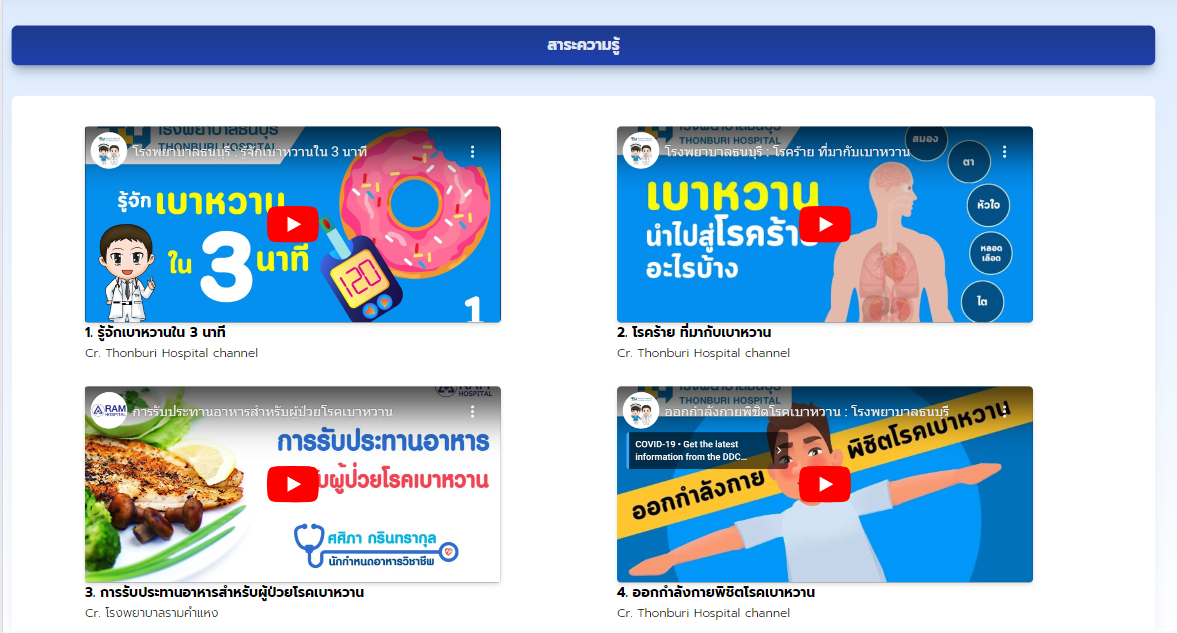 สาระความรู้
โรงพยาบาลธนบุรี
THONBURI HOSPITAL
โรงพยาบาลธนบุรี : รู้จักเบาหวานใน 3 นาที
รู้จัก เบาหวาน
ใน 3 นาที
120
1
1. รู้จักเบาหวานใน 3 นาที
Cr. Thonburi Hospital channel
โรงพยาบาลธนบุรี
THONBURI HOSPITAL
โรงพยาบาลธนบุรี : โรคร้าย ที่มากับเบาหวาน
สมอง
ตา
หัวใจ
หลอด
เลือด
ไต
เบาหวาน
นำไปสู่โรคร้าย
อะไรบ้าง
2. โรคร้าย ที่มากับเบาหวาน
Cr. Thonburi Hospital channel
RAM
HOSPITAL
RAM
HOSPITAL
การรับประทานอาหารสำหรับผู้ป่วยโรคเบาหวาน
การรับประทานอาหาร
ับผู้ป่วยโรคเบาหวาน
ศศิภา กรินทรากุล
นักกำหนดอาหารวิชาชีพ
3. การรับประทานอาหารสำหรับผู้ป่วยโรคเบาหวาน
Cr. โรงพยาบาลรามคำแหง
โรงพยาบาลธนบุรี
THONBURI HOSPITAL
ออกกำลังกายพิชิตโรคเบาหวาน : โรงพยาบาลธนบุรี
COVID-19 • Get the latest
information from the DDC...
พิชิตโรคเบาหวาน
ออกกำลังกาย
4. ออกกำลังกายพิชิตโรคเบาหวาน
Cr. Thonburi Hospital channel